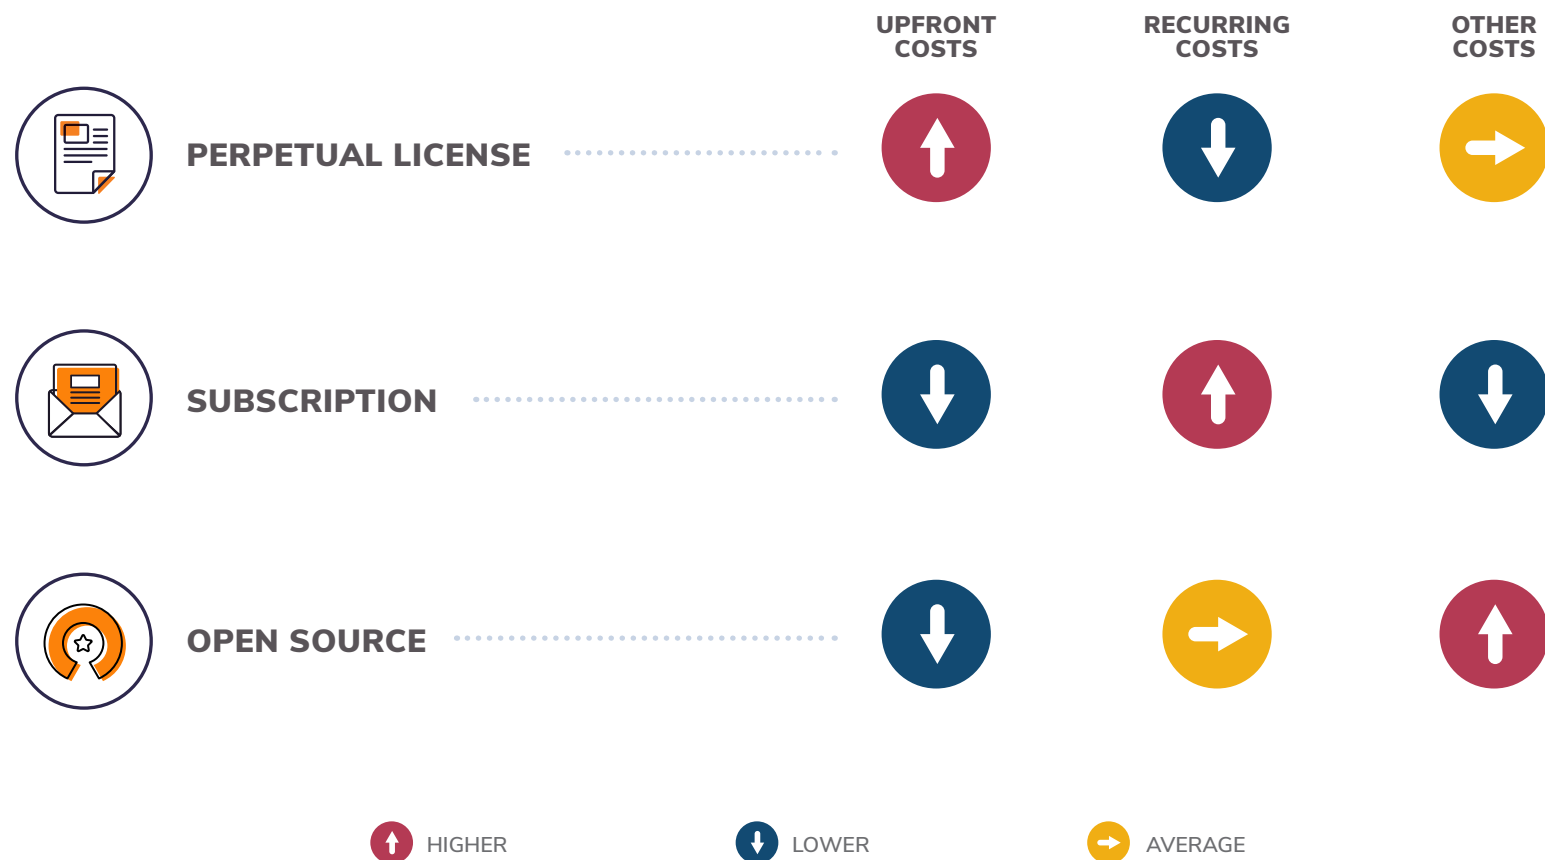 UPFRONT
COSTS
RECURRING
COSTS
OTHER
COSTS
PERPETUAL LICENSE
SUBSCRIPTION
OPEN SOURCE
HIGHER
LOWER
AVERAGE